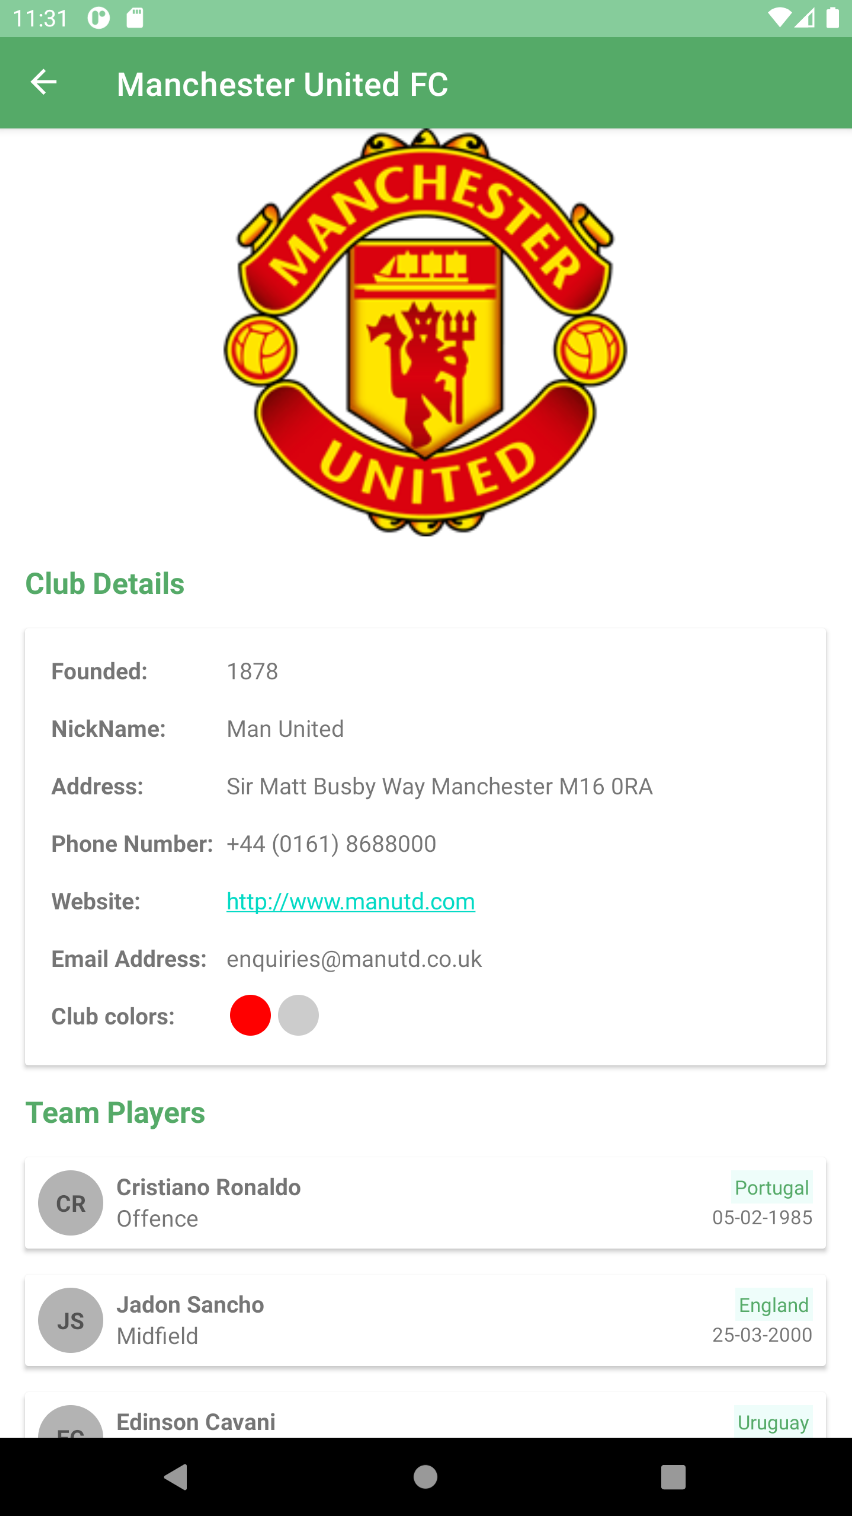 11:31
Manchester United FC
MANCHESTER
UNITED
Club Details
Founded: 1878
NickName: Man United
Address: Sir Matt Busby Way Manchester M16 0RA
Phone Number: +44 (0161) 8688000
Website: http://www.manutd.com
Email Address: enquiries@manutd.co.uk
Club colors:
Team Players
CR Cristiano Ronaldo Portugal
Offence 05-02-1985
JS Jadon Sancho England
Midfield 25-03-2000
EC Edinson Cavani Uruguay